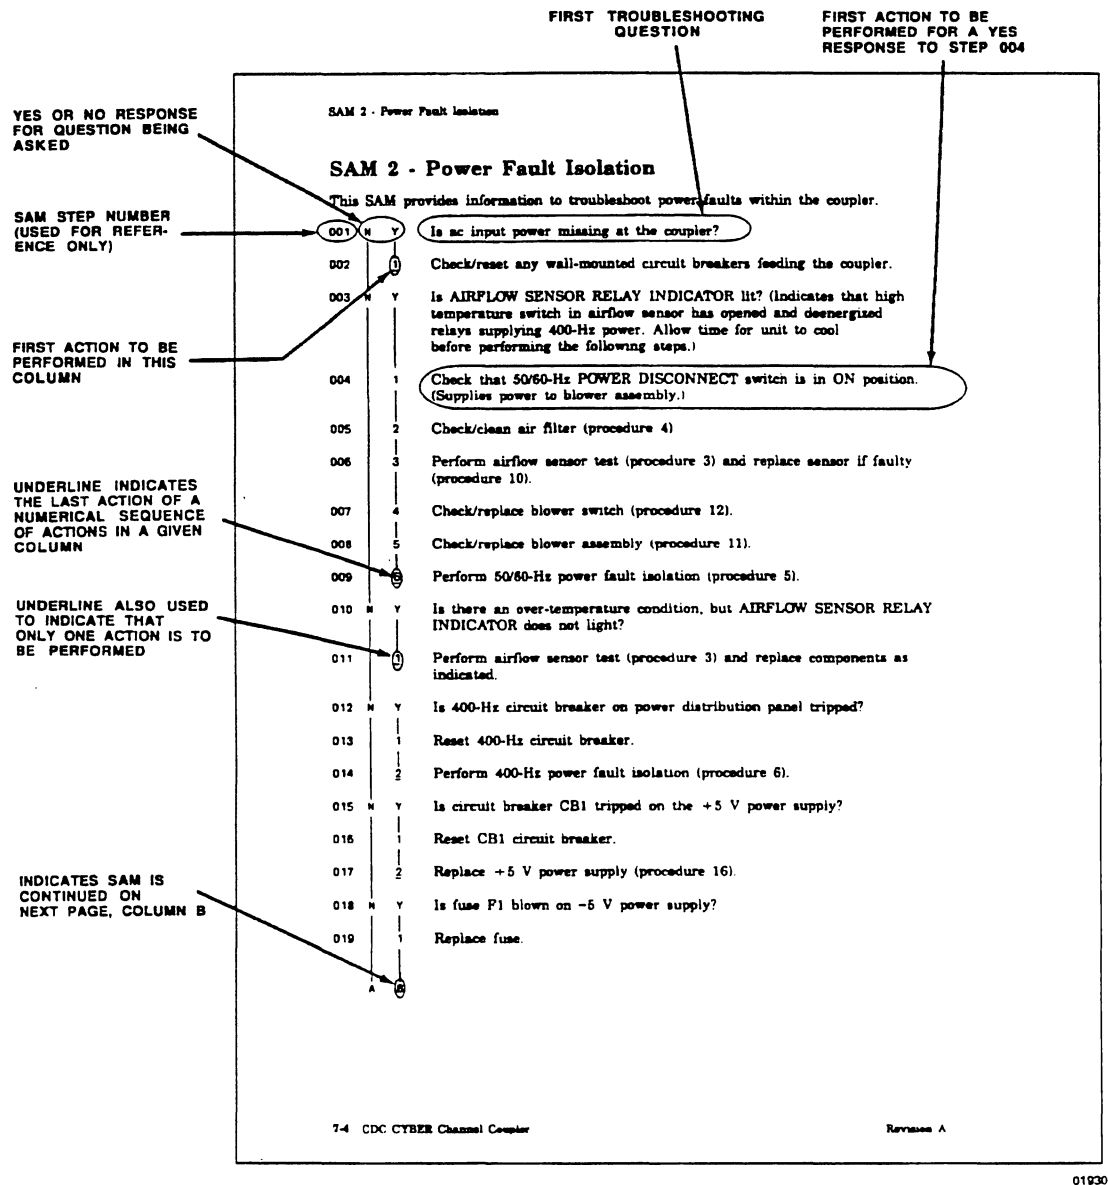 FIRST TROUBLESHOOTING
QUESTION
FIRST ACTION TO BE
PERFORMED FOR A YES
RESPONSE TO STEP 004
YES OR NO RESPONSE
FOR QUESTION BEING
ASKED
SAM STEP NUMBER
(USED FOR REFER-
ENCE ONLY)
FIRST ACTION TO BE
PERFORMED IN THIS
COLUMN
UNDERLINE INDICATES
THE LAST ACTION OF A
NUMERICAL SEQUENCE
OF ACTIONS IN A GIVEN
COLUMN
UNDERLINE ALSO USED
TO INDICATE THAT
ONLY ONE ACTION IS TO
BE PERFORMED
INDICATES SAM IS
CONTINUED ON
NEXT PAGE, COLUMN B
SAM 2 - Power Fault Isolation
SAM 2 - Power Fault Isolation
This SAM provides information to troubleshoot power faults within the coupler.
001 N Y Is ac input power missing at the coupler?
002 1 Check/reset any wall-mounted circuit breakers feeding the coupler.
003 N Y Is AIRFLOW SENSOR RELAY INDICATOR lit? (Indicates that high
temperature switch in airflow sensor has opened and deenergized
relays supplying 400-Hz power. Allow time for unit to cool
before performing the following steps.)
004 1 Check that 50/60-Hz POWER DISCONNECT switch is in ON position.
(Supplies power to blower assembly.)
005 2 Check/clean air filter (procedure 4)
006 3 Perform airflow sensor test (procedure 3) and replace sensor if faulty
(procedure 10).
007 4 Check/replace blower switch (procedure 12).
008 5 Check/replace blower assembly (procedure 11).
009 6 Perform 50/60-Hz power fault isolation (procedure 5).
010 N Y Is there an over-temperature condition, but AIRFLOW SENSOR RELAY
INDICATOR does not light?
011 1 Perform airflow sensor test (procedure 3) and replace components as
indicated.
012 N Y Is 400-Hz circuit breaker on power distribution panel tripped?
013 1 Reset 400-Hz circuit breaker.
014 2 Perform 400-Hz power fault isolation (procedure 6).
015 N Y Is circuit breaker CB1 tripped on the +5 V power supply?
016 1 Reset CB1 circuit breaker.
017 2 Replace +5 V power supply (procedure 16).
018 N Y Is fuse F1 blown on -5 V power supply?
019 1 Replace fuse.
A B
7-4 CDC CYBER Channel Coupler
Revision A
01930